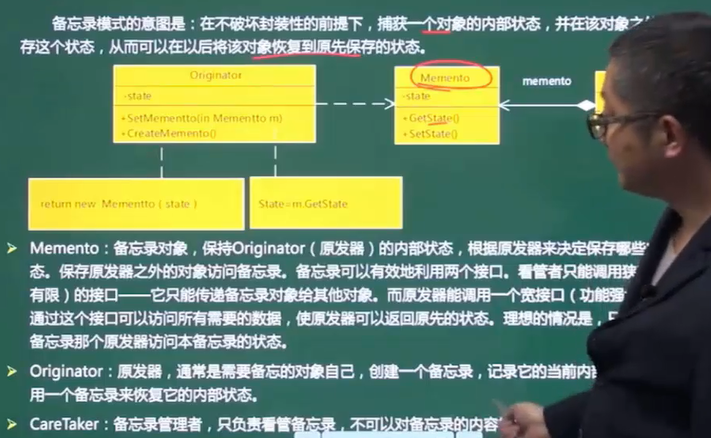 备忘录模式的意图是：在不破坏封装性的前提下，捕获一个对象的内部状态，并在该对象之
存这个状态，从而可以在以后将该对象恢复到原先保存的状态。
Originator
-state
+SetMementto(in Mementto m)
+CreateMemento()
Memento
-state
+GetState()
+SetState()
memento
return new Mementto ( state )
State=m.GetState
Memento：备忘录对象，保持Originator（原发器）的内部状态，根据原发器来决定保存哪些
态。保存原发器之外的对象访问备忘录。备忘录可以有效地利用两个接口。看管者只能调用狭
有限）的接口——它只能传递备忘录对象给其他对象。而原发器能调用一个宽接口（功能强
通过这个接口可以访问所有需要的数据，使原发器可以返回原先的状态。理想的情况是，只
备忘录那个原发器访问本备忘录的状态。
Originator：原发器，通常是需要备忘的对象自己，创建一个备忘录，记录它的当前内
用一个备忘录来恢复它的内部状态。
CareTaker：备忘录管理者，只负责看管备忘录，不可以对备忘录的内容